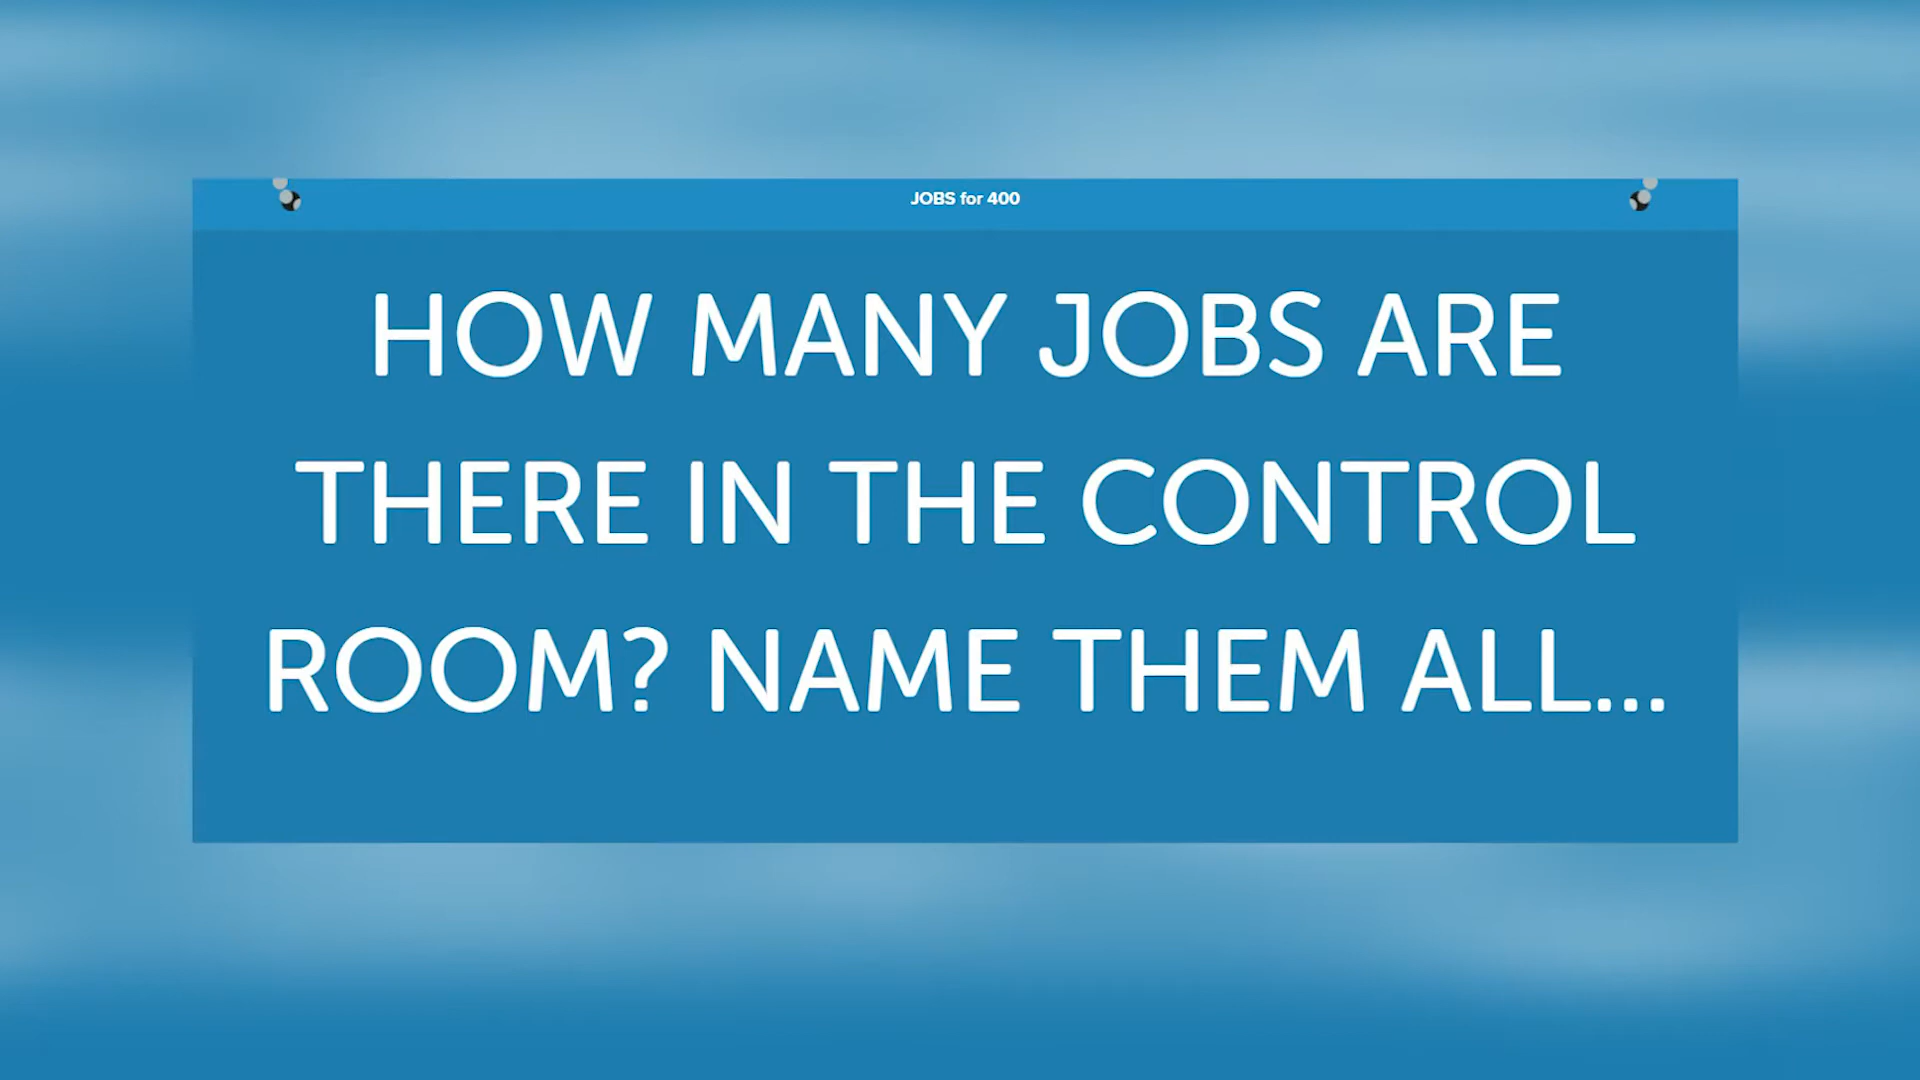 JOBS for 400
HOW MANY JOBS ARE
THERE IN THE CONTROL
ROOM? NAME THEM ALL...